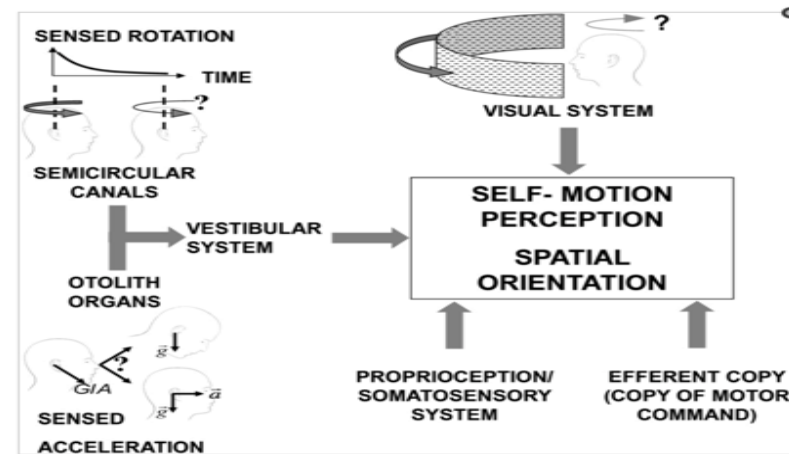 SENSED ROTATION
TIME
?
SEMICIRCULAR
CANALS
VESTIBULAR
SYSTEM
OTOLITH
ORGANS
g
?
GIA
g
a
SENSED
ACCELERATION
?
VISUAL SYSTEM
SELF- MOTION
PERCEPTION
SPATIAL
ORIENTATION
PROPRIOCEPTION/
SOMATOSENSORY
SYSTEM
EFFERENT COPY
(COPY OF MOTOR
COMMAND)